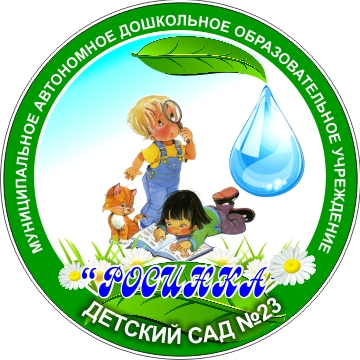 МУНИЦИПАЛЬНОЕ АВТОНОМНОЕ ДОШКОЛЬНОЕ ОБРАЗОВАТЕЛЬНОЕ УЧРЕЖДЕНИЕ
“РОСИНКА
ДЕТСКИЙ САД №23